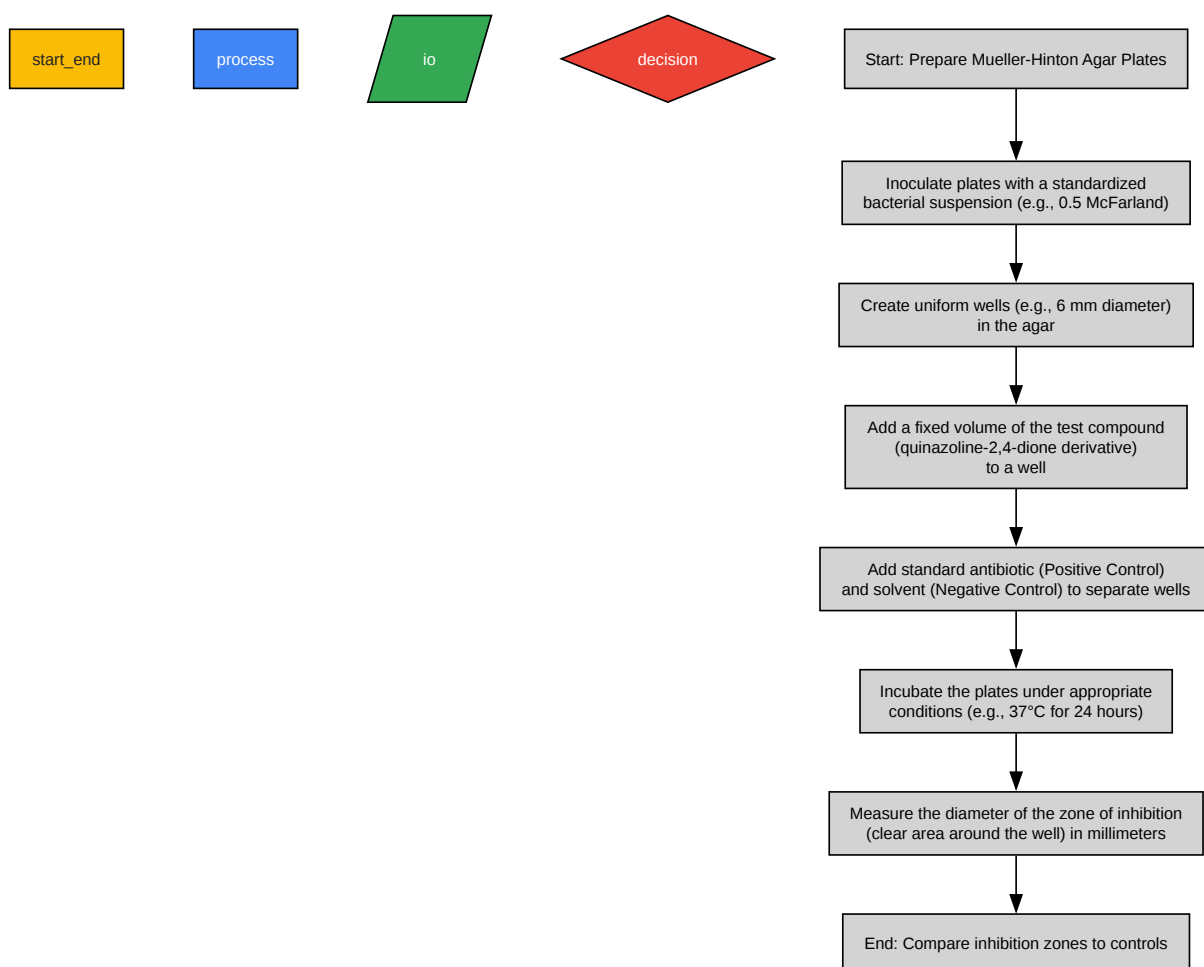 start_end
process
io
decision
Start: Prepare Mueller-Hinton Agar Plates
Inoculate plates with a standardized
bacterial suspension (e.g., 0.5 McFarland)
Create uniform wells (e.g., 6 mm diameter)
in the agar
Add a fixed volume of the test compound
(quinazoline-2,4-dione derivative)
to a well
Add standard antibiotic (Positive Control)
and solvent (Negative Control) to separate wells
Incubate the plates under appropriate
conditions (e.g., 37°C for 24 hours)
Measure the diameter of the zone of inhibition
(clear area around the well) in millimeters
End: Compare inhibition zones to controls